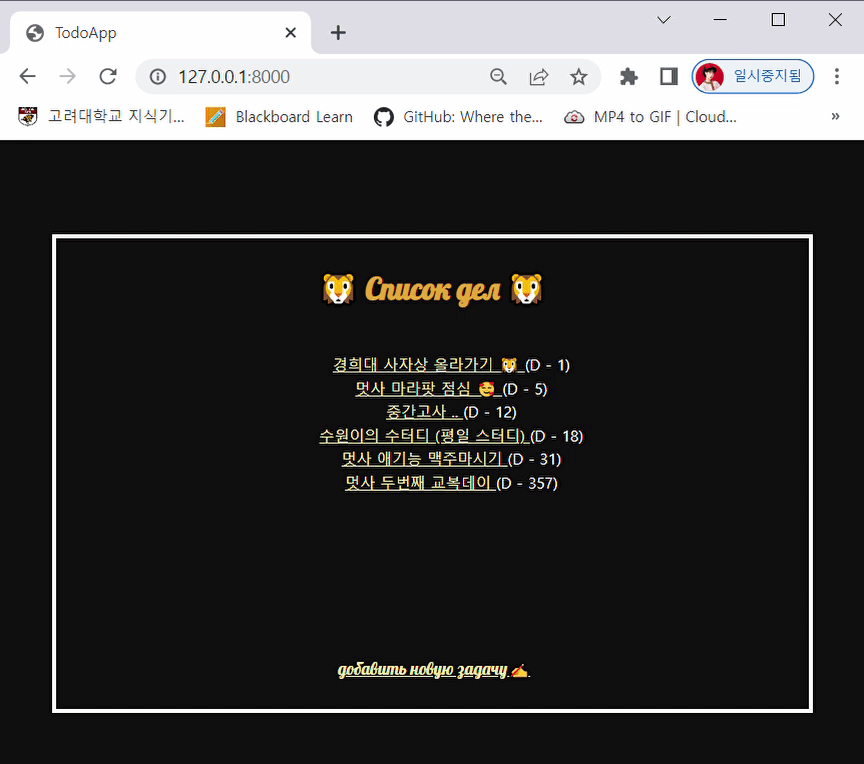 TodoApp
127.0.0.1:8000
일시중지됨
고려대학교 지식기...
Blackboard Learn
GitHub: Where the...
MP4 to GIF | Cloud...
🦁 Список дел 🦁
경희대 사자상 올라가기 🦁 (D - 1)
멋사 마라팟 점심 🥰 (D - 5)
중간고사 .. (D - 12)
수원이의 수터디 (평일 스터디) (D - 18)
멋사 애기능 맥주마시기 (D - 31)
멋사 두번째 교복데이 (D - 357)
добавить новую задачу ✍